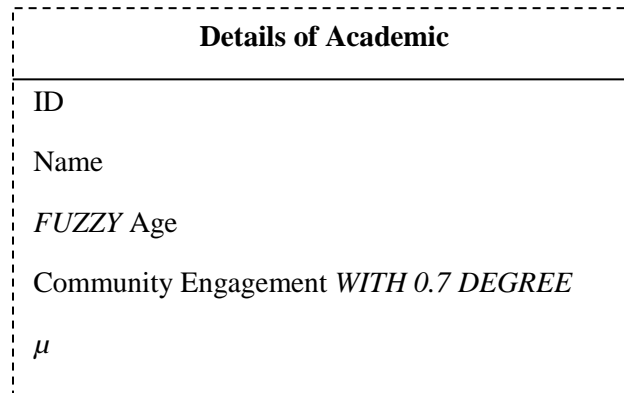 Details of Academic
ID
Name
FUZZY Age
Community Engagement WITH 0.7 DEGREE
μ